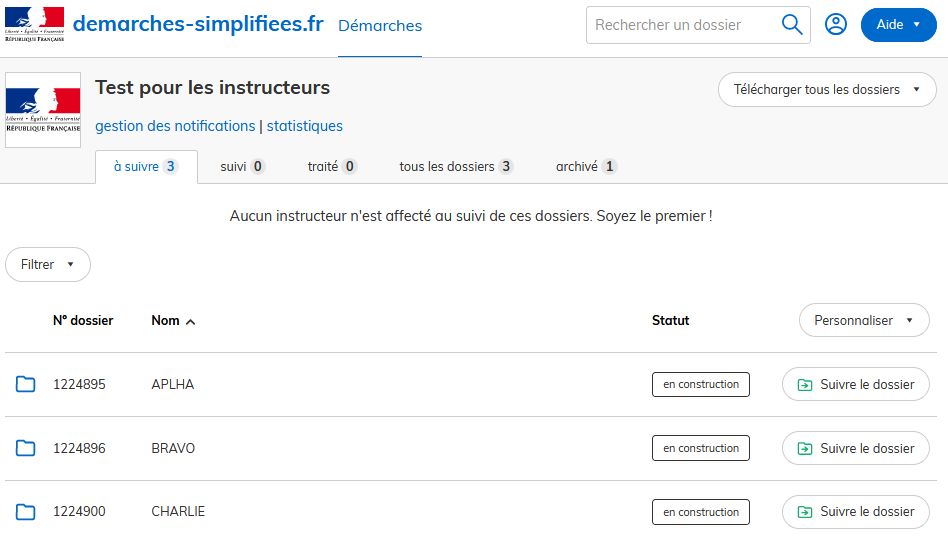 demarches-simplifiees.fr Démarches Rechercher un dossier Aide
Liberté • Égalité • Fraternité
RÉPUBLIQUE FRANÇAISE
Test pour les instructeurs Télécharger tous les dossiers
Liberté • Égalité • Fraternité
RÉPUBLIQUE FRANÇAISE
gestion des notifications | statistiques
à suivre 3 suivi 0 traité 0 tous les dossiers 3 archivé 1
Aucun instructeur n'est affecté au suivi de ces dossiers. Soyez le premier !
Filtrer
N° dossier Nom Statut Personnaliser
1224895 APLHA en construction Suivre le dossier
1224896 BRAVO en construction Suivre le dossier
1224900 CHARLIE en construction Suivre le dossier